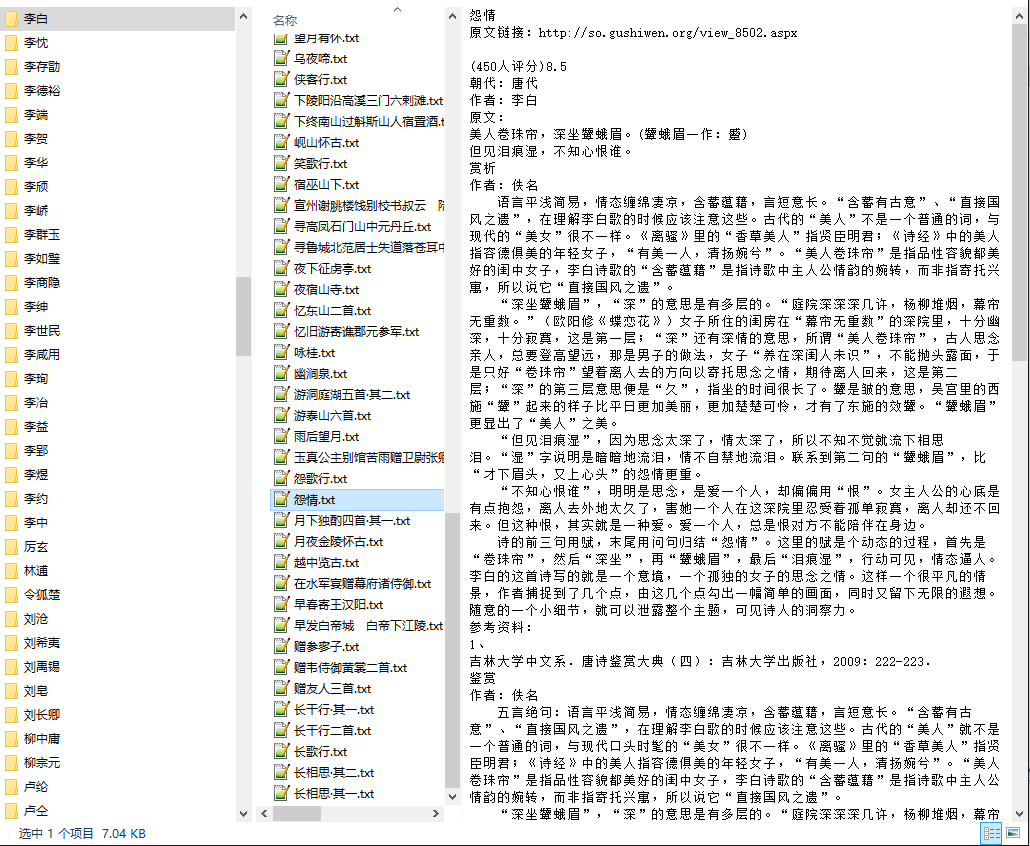 李白
李忱
李存勖
李德裕
李端
李贺
李华
李颀
李峤
李群玉
李如璧
李商隐
李绅
李世民
李咸用
李珣
李冶
李益
李郢
李煜
李约
李中
厉玄
林逋
令狐楚
刘沧
刘希夷
刘禹锡
刘皂
刘长卿
柳中庸
柳宗元
卢纶
卢仝
选中 1 个项目 7.04 KB
名称
望月有怀.txt
乌夜啼.txt
侠客行.txt
下陵阳沿高溪三门六刺滩.txt
下终南山过斛斯山人宿置酒.t
岘山怀古.txt
笑歌行.txt
宿巫山下.txt
宣州谢朓楼饯别校书叔云 陪
寻高凤石门山中元丹丘.txt
寻鲁城北范居士失道落苍耳中
夜下征虏亭.txt
夜宿山寺.txt
忆东山二首.txt
忆旧游寄谯郡元参军.txt
咏桂.txt
幽涧泉.txt
游洞庭湖五首·其二.txt
游泰山六首.txt
雨后望月.txt
玉真公主别馆苦雨赠卫尉张卿
怨歌行.txt
怨情.txt
月下独酌四首·其一.txt
月夜金陵怀古.txt
越中览古.txt
在水军宴赠幕府诸侍御.txt
早春寄王汉阳.txt
早发白帝城 白帝下江陵.txt
赠参寥子.txt
赠韦侍御黄裳二首.txt
赠友人三首.txt
长干行·其一.txt
长干行二首.txt
长歌行.txt
长相思·其二.txt
长相思·其一.txt
怨情
原文链接：http://so.gushiwen.org/view_8502.aspx
(450人评分)8.5
朝代：唐代
作者：李白
原文：
美人卷珠帘，深坐颦蛾眉。(颦蛾眉一作：蹙)
但见泪痕湿，不知心恨谁。
赏析
作者：佚名
语言平浅简易，情态缠绵凄凉，含蓄蕴藉，言短意长。“含蓄有古意”、“直接国
风之遗”，在理解李白歌的时候应该注意这些。古代的“美人”不是一个普通的词，与
现代的“美女”很不一样。《离骚》里的“香草美人”指贤臣明君；《诗经》中的美人
指容德俱美的年轻女子，“有美一人，清扬婉兮”。“美人卷珠帘”是指品性容貌都美
好的闺中女子，李白诗歌的“含蓄蕴藉”是指诗歌中主人公情韵的婉转，而非指寄托兴
寓，所以说它“直接国风之遗”。
“深坐颦蛾眉”，“深”的意思是有多层的。“庭院深深深几许，杨柳堆烟，幕帘
无重数。”（欧阳修《蝶恋花》）女子所住的闺房在“幕帘无重数”的深院里，十分幽
深，十分寂寞，这是第一层；“深”还有深情的意思，所谓“美人卷珠帘”，古人思念
亲人，总要登高望远，那是男子的做法，女子“养在深闺人未识”，不能抛头露面，于
是只好“卷珠帘”望着离人去的方向以寄托思念之情，期待离人回来，这是第二
层；“深”的第三层意思便是“久”，指坐的时间很长了。颦是皱的意思，吴宫里的西
施“颦”起来的样子比平日更加美丽，更加楚楚可怜，才有了东施的效颦。“颦蛾眉”
更显出了“美人”之美。
“但见泪痕湿”，因为思念太深了，情太深了，所以不知不觉就流下相思
泪。“湿”字说明是暗暗地流泪，情不自禁地流泪。联系到第二句的“颦蛾眉”，比
“才下眉头，又上心头”的怨情更重。
“不知心恨谁”，明明是思念，是爱一个人，却偏偏用“恨”。女主人公的心底是
有点抱怨，离人去外地太久了，害她一个人在这深院里忍受着孤单寂寞，离人却还不回
来。但这种恨，其实就是一种爱。爱一个人，总是恨对方不能陪伴在身边。
诗的前三句用赋，末尾用问句归结“怨情”。这里的赋是个动态的过程，首先是
“卷珠帘”，然后“深坐”，再“颦蛾眉”，最后“泪痕湿”，行动可见，情态逼人。
李白的这首诗写的就是一个意境，一个孤独的女子的思念之情。这样一个很平凡的情
景，作者捕捉到了几个点，由这几个点勾出一幅简单的画面，同时又留下无限的遐想。
随意的一个小细节，就可以泄露整个主题，可见诗人的洞察力。
参考资料：
1、
吉林大学中文系．唐诗鉴赏大典（四）：吉林大学出版社，2009：222-223．
鉴赏
作者：佚名
五言绝句：语言平浅简易，情态缠绵凄凉，含蓄蕴藉，言短意长。“含蓄有古
意”、“直接国风之遗”，在理解李白歌的时候应该注意这些。古代的“美人”就不是
一个普通的词，与现代口头时髦的“美女”很不一样。《离骚》里的“香草美人”指贤
臣明君；《诗经》中的美人指容德俱美的年轻女子，“有美一人，清扬婉兮”。“美人
卷珠帘”是指品性容貌都美好的闺中女子，李白诗歌的“含蓄蕴藉”是指诗歌中主人公
情韵的婉转，而非指寄托兴寓，所以说它“直接国风之遗”。
“深坐颦蛾眉”，“深”的意思是有多层的。“庭院深深深几许，杨柳堆烟，幕帘